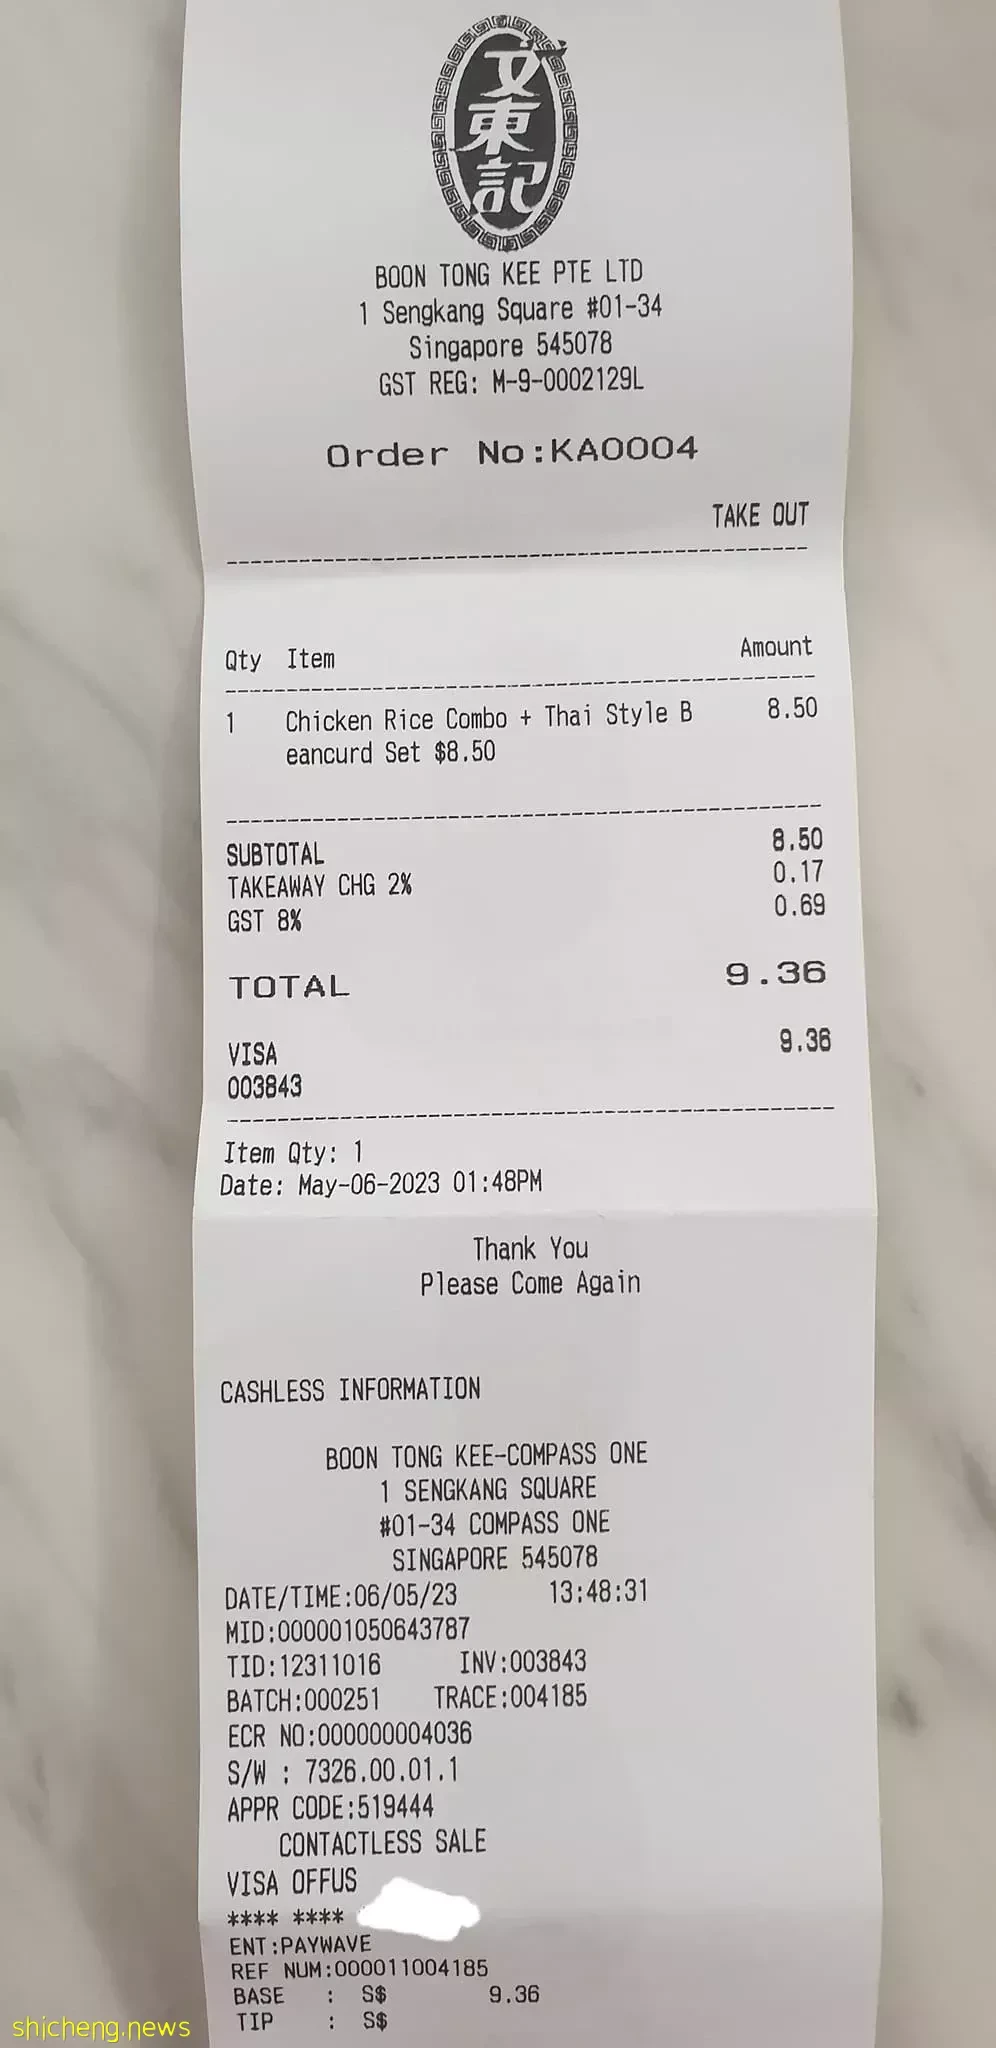 文東記
BOON TONG KEE PTE LTD
1 Sengkang Square #01-34
Singapore 545078
GST REG: M-9-0002129L
Order No:KA0004
TAKE OUT
Qty Item Amount
1 Chicken Rice Combo + Thai Style B 8.50
eancurd Set $8.50
SUBTOTAL 8.50
TAKEAWAY CHG 2% 0.17
GST 8% 0.69
TOTAL 9.36
VISA 9.36
003843
Item Qty: 1
Date: May-06-2023 01:48PM
Thank You
Please Come Again
CASHLESS INFORMATION
BOON TONG KEE-COMPASS ONE
1 SENGKANG SQUARE
#01-34 COMPASS ONE
SINGAPORE 545078
DATE/TIME:06/05/23 13:48:31
MID:000001050643787
TID:12311016 INV:003843
BATCH:000251 TRACE:004185
ECR NO:000000004036
S/W : 7326.00.01.1
APPR CODE:519444
CONTACTLESS SALE
VISA OFFUS
**** ****
ENT:PAYWAVE
REF NUM:000011004185
BASE : S$ 9.36
TIP : S$
shicheng.news